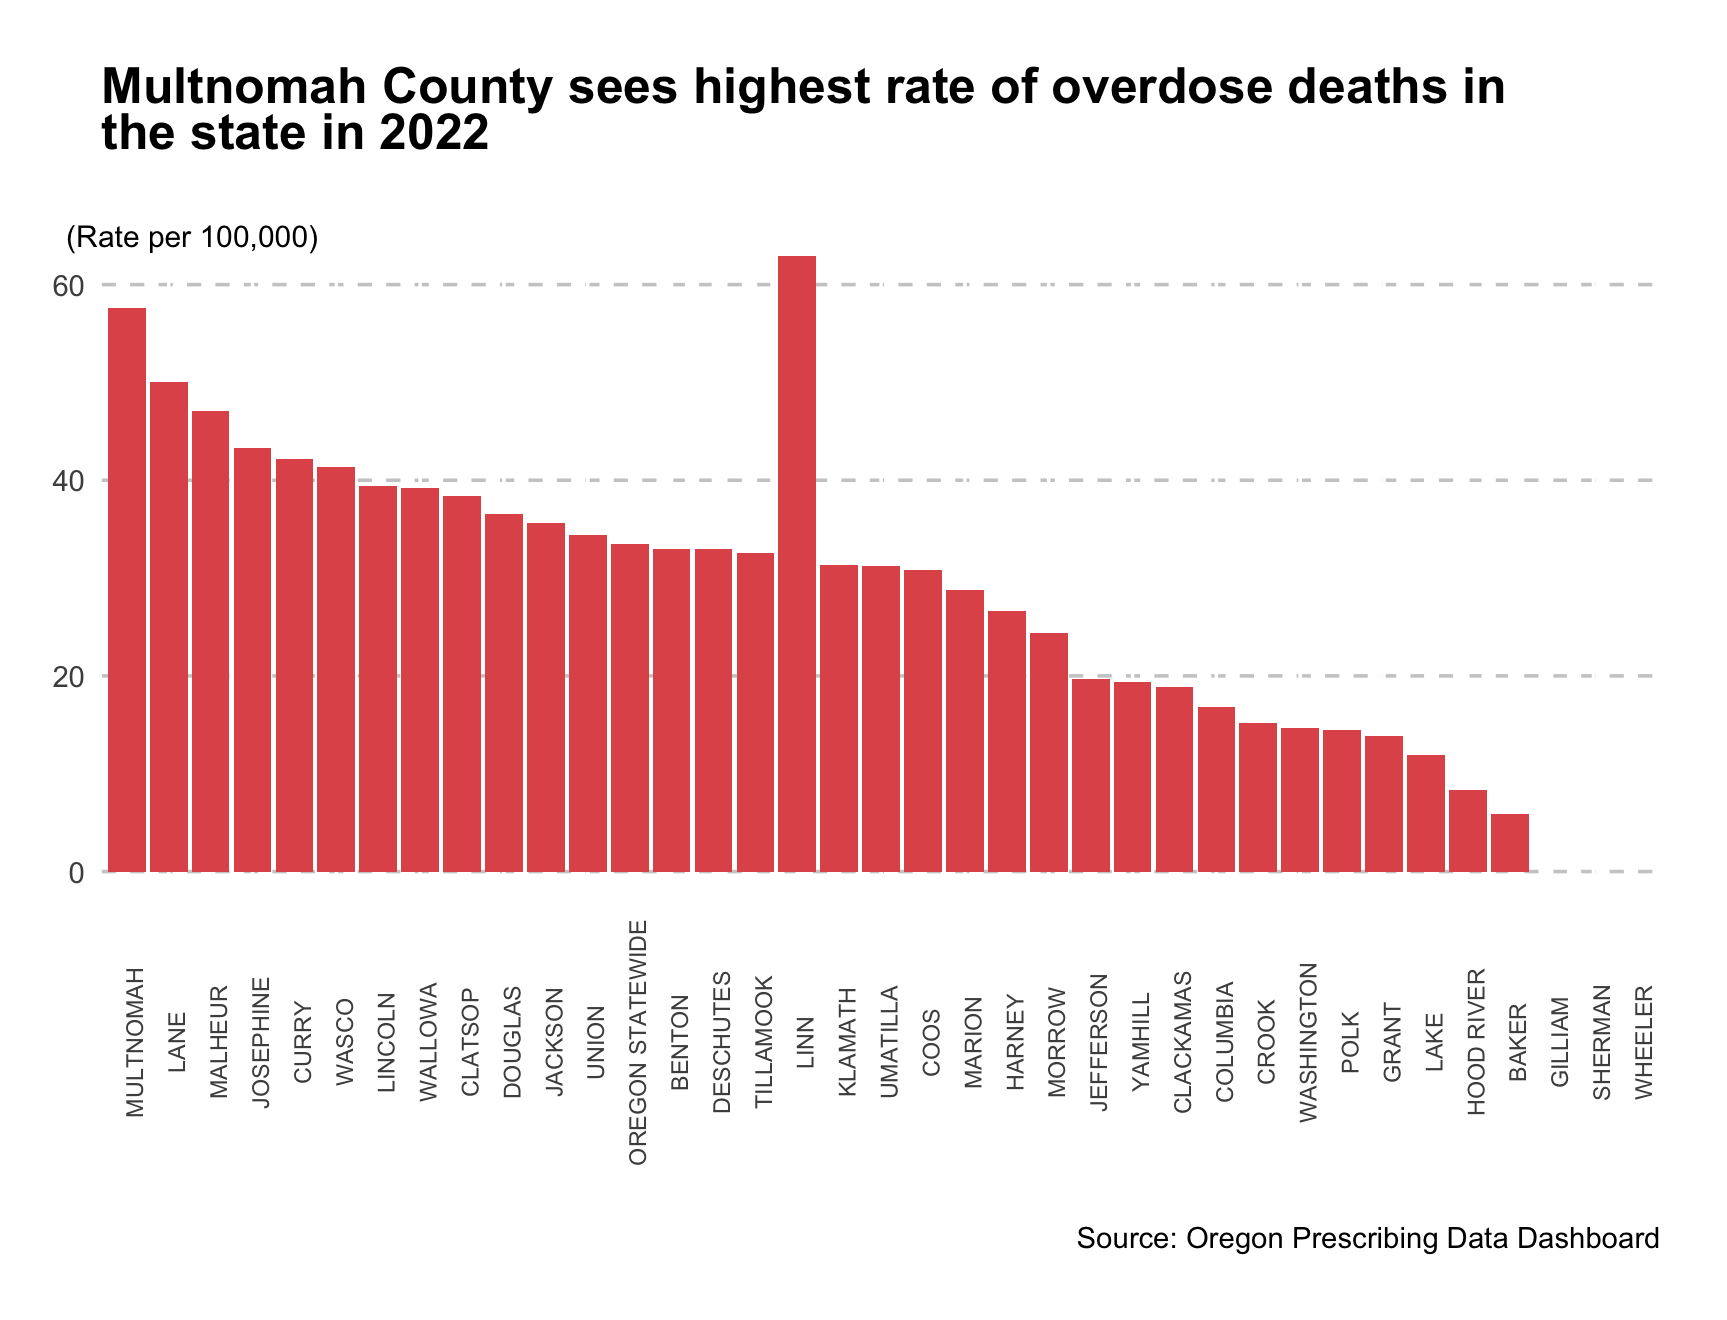 Multnomah County sees highest rate of overdose deaths in
the state in 2022
(Rate per 100,000)
60
40
20
0
MULTNOMAH
LANE
MALHEUR
JOSEPHINE
CURRY
WASCO
LINCOLN
WALLOWA
CLATSOP
DOUGLAS
JACKSON
UNION
OREGON STATEWIDE
BENTON
DESCHUTES
TILLAMOOK
LINN
KLAMATH
UMATILLA
COOS
MARION
HARNEY
MORROW
JEFFERSON
YAMHILL
CLACKAMAS
COLUMBIA
CROOK
WASHINGTON
POLK
GRANT
LAKE
HOOD RIVER
BAKER
GILLIAM
SHERMAN
WHEELER
Source: Oregon Prescribing Data Dashboard